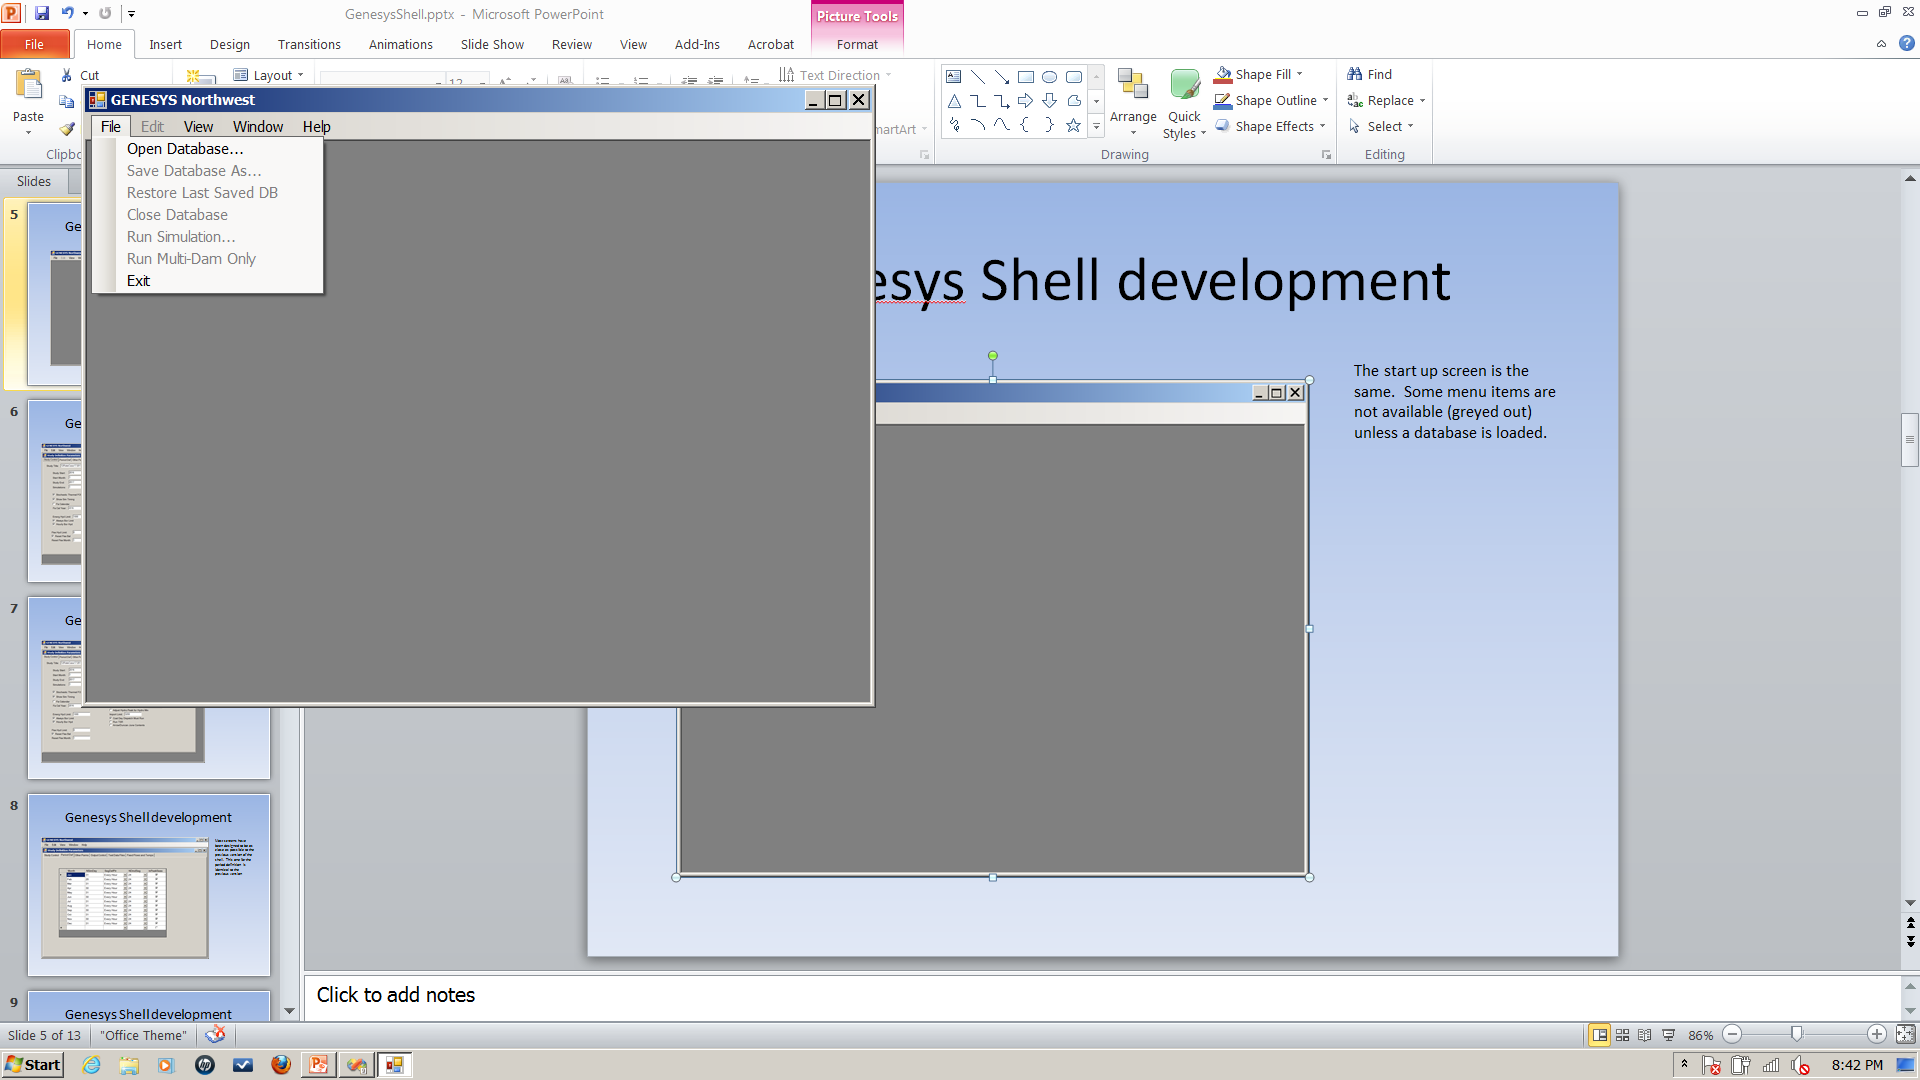 GenesysShell.pptx - Microsoft PowerPoint
Picture Tools
File
Home
Insert
Design
Transitions
Animations
Slide Show
Review
View
Add-Ins
Acrobat
Format
Cut
Layout
Text Direction
Shape Fill
Find
Paste
Arrange
Quick
Styles
Shape Outline
Replace
Shape Effects
Select
Drawing
Editing
GENESYS Northwest
File Edit View Window Help
Open Database...
Save Database As...
Restore Last Saved DB
Close Database
Run Simulation...
Run Multi-Dam Only
Exit
Slides
5
6
7
8
Genesys Shell development
9
Genesys Shell development
Shell development
The start up screen is the
same. Some menu items are
not available (greyed out)
unless a database is loaded.
Click to add notes
Slide 5 of 13
"Office Theme"
86%
Start
8:42 PM